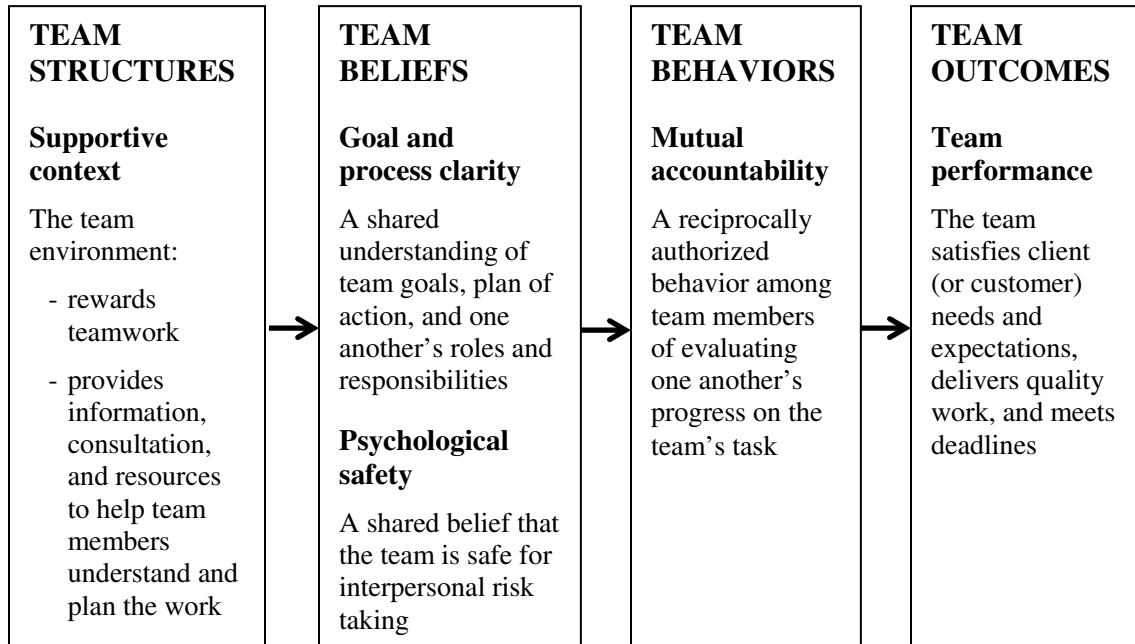 TEAM
STRUCTURES
Supportive
context
The team
environment:
- rewards
teamwork
- provides
information,
consultation,
and resources
to help team
members
understand and
plan the work
TEAM
BELIEFS
Goal and
process clarity
A shared
understanding of
team goals, plan of
action, and one
another’s roles and
responsibilities
Psychological
safety
A shared belief that
the team is safe for
interpersonal risk
taking
TEAM
BEHAVIORS
Mutual
accountability
A reciprocally
authorized
behavior among
team members
of evaluating
one another’s
progress on the
team’s task
TEAM
OUTCOMES
Team
performance
The team
satisfies client
(or customer)
needs and
expectations,
delivers quality
work, and meets
deadlines